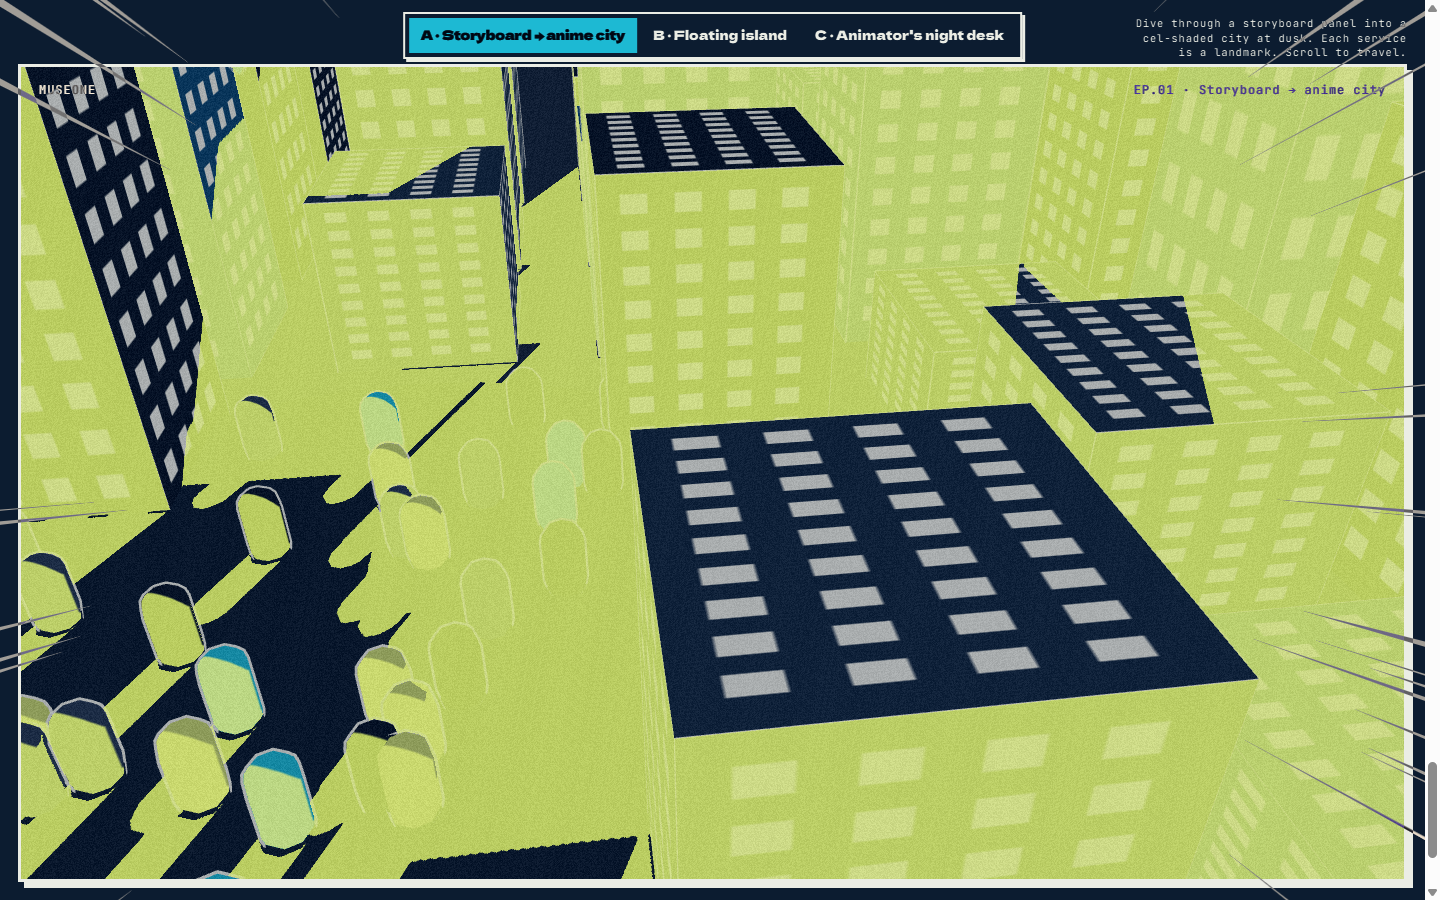 A · Storyboard → anime city
B · Floating island
C · Animator's night desk
Dive through a storyboard panel into a
cel-shaded city at dusk. Each service
is a landmark. Scroll to travel.
MUSEONE
EP.01 · Storyboard → anime city